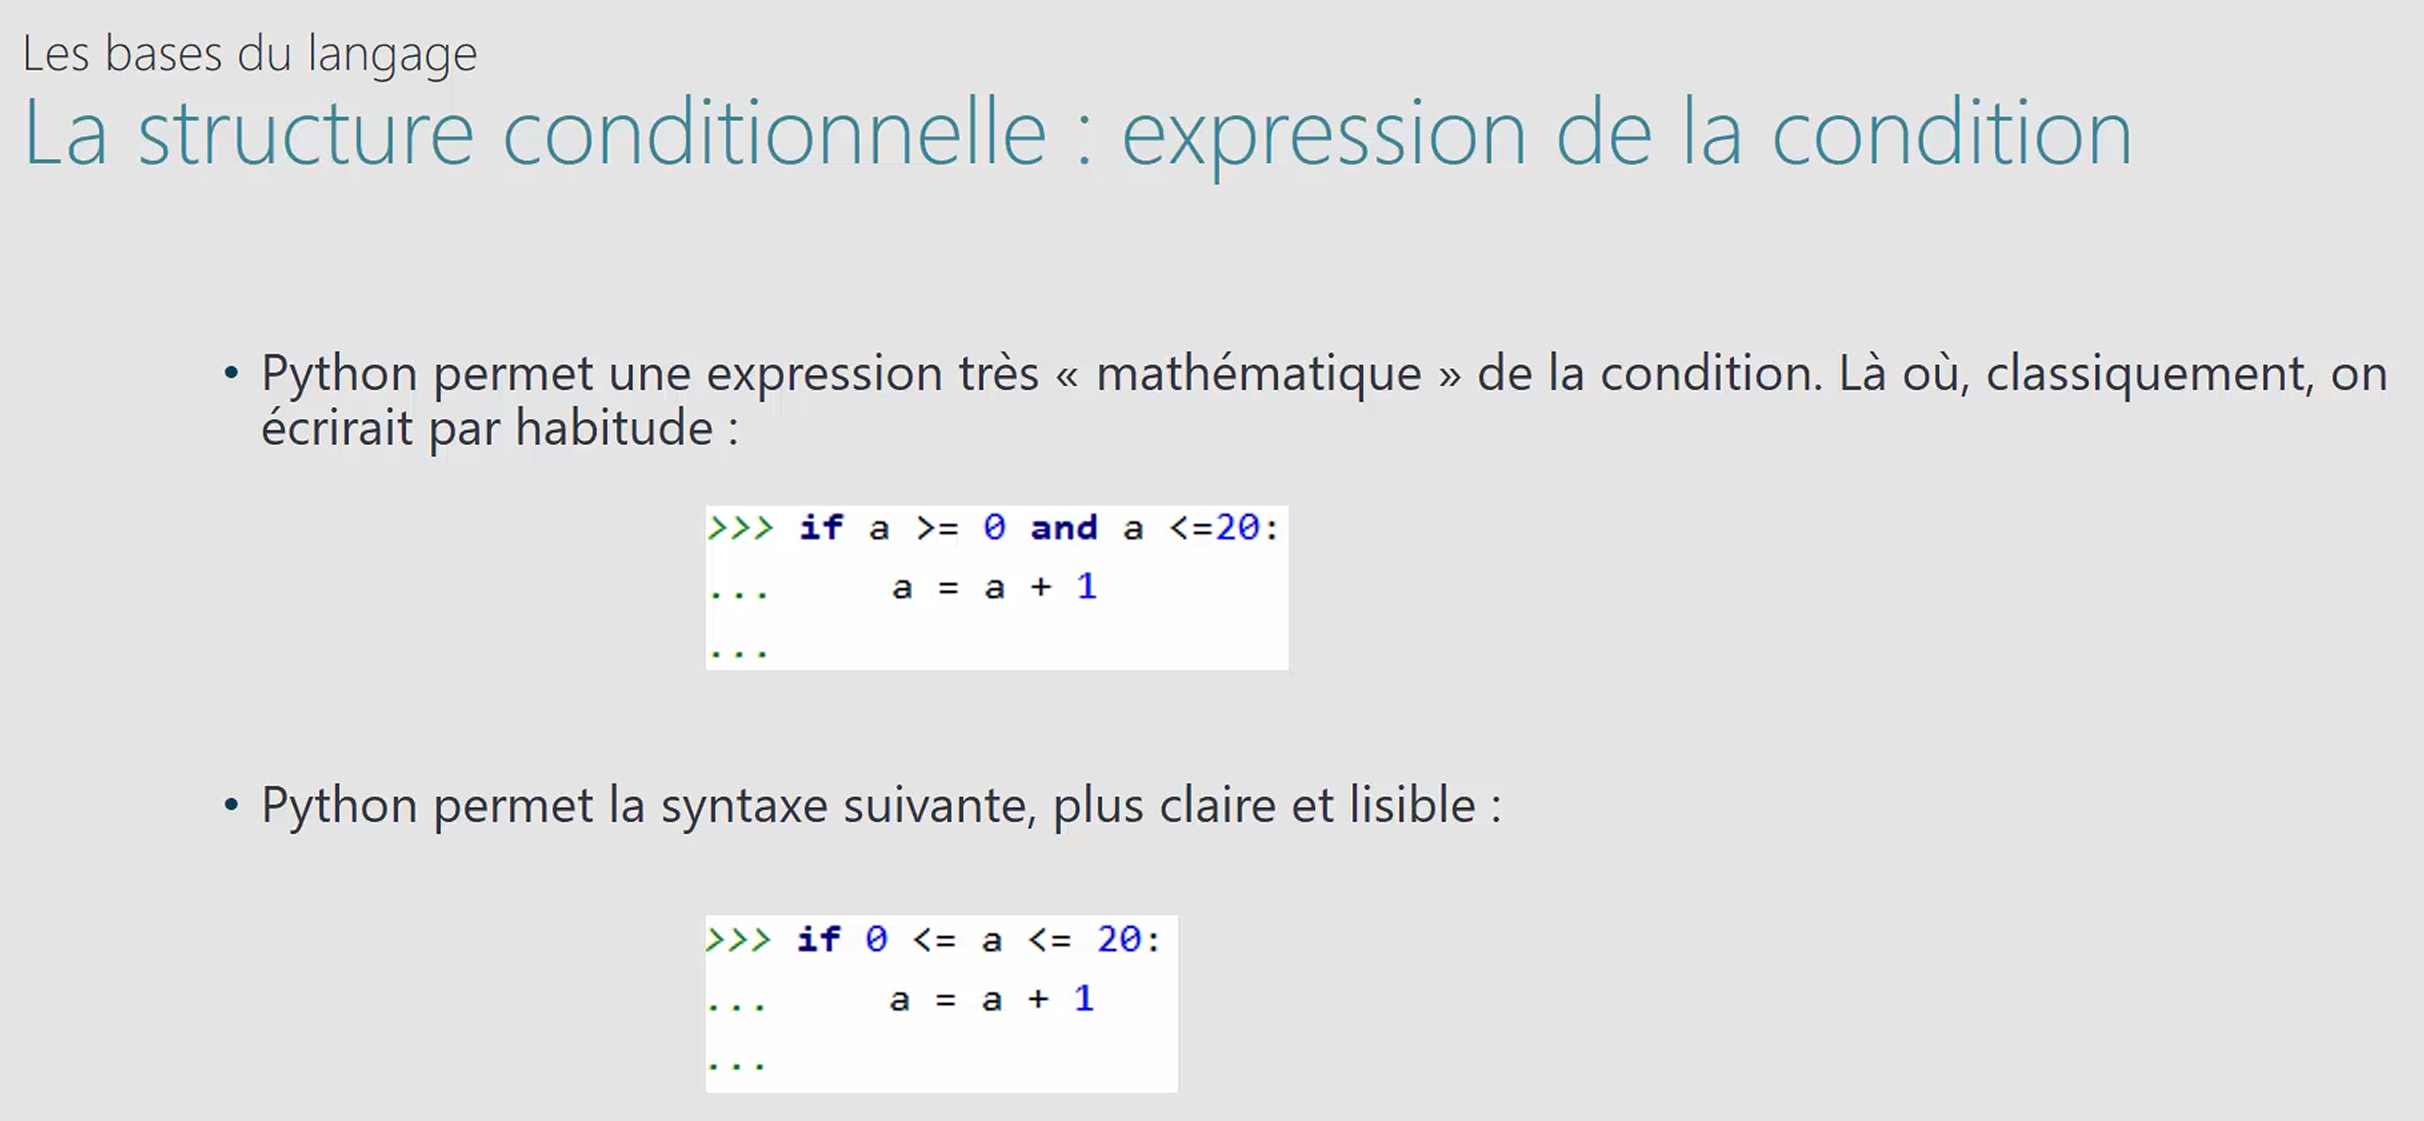 Les bases du langage
La structure conditionnelle : expression de la condition
• Python permet une expression très « mathématique » de la condition. Là où, classiquement, on
écrirait par habitude :
>>> if a >= 0 and a <=20:
...     a = a + 1
...
• Python permet la syntaxe suivante, plus claire et lisible :
>>> if 0 <= a <= 20:
...     a = a + 1
...